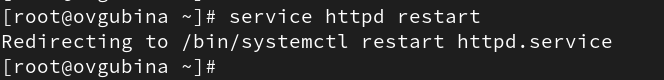 [root@ovgubina ~]# service httpd restart
Redirecting to /bin/systemctl restart httpd.service
[root@ovgubina ~]#